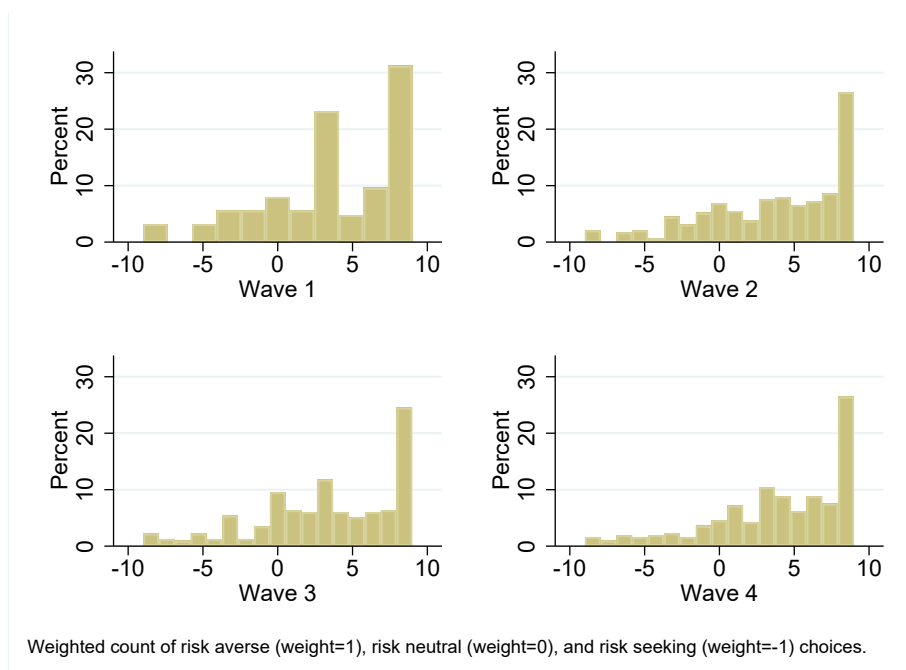 Percent
0 10 20 30
-10 -5 0 5 10
Wave 1
Percent
0 10 20 30
-10 -5 0 5 10
Wave 2
Percent
0 10 20 30
-10 -5 0 5 10
Wave 3
Percent
0 10 20 30
-10 -5 0 5 10
Wave 4
Weighted count of risk averse (weight=1), risk neutral (weight=0), and risk seeking (weight=-1) choices.